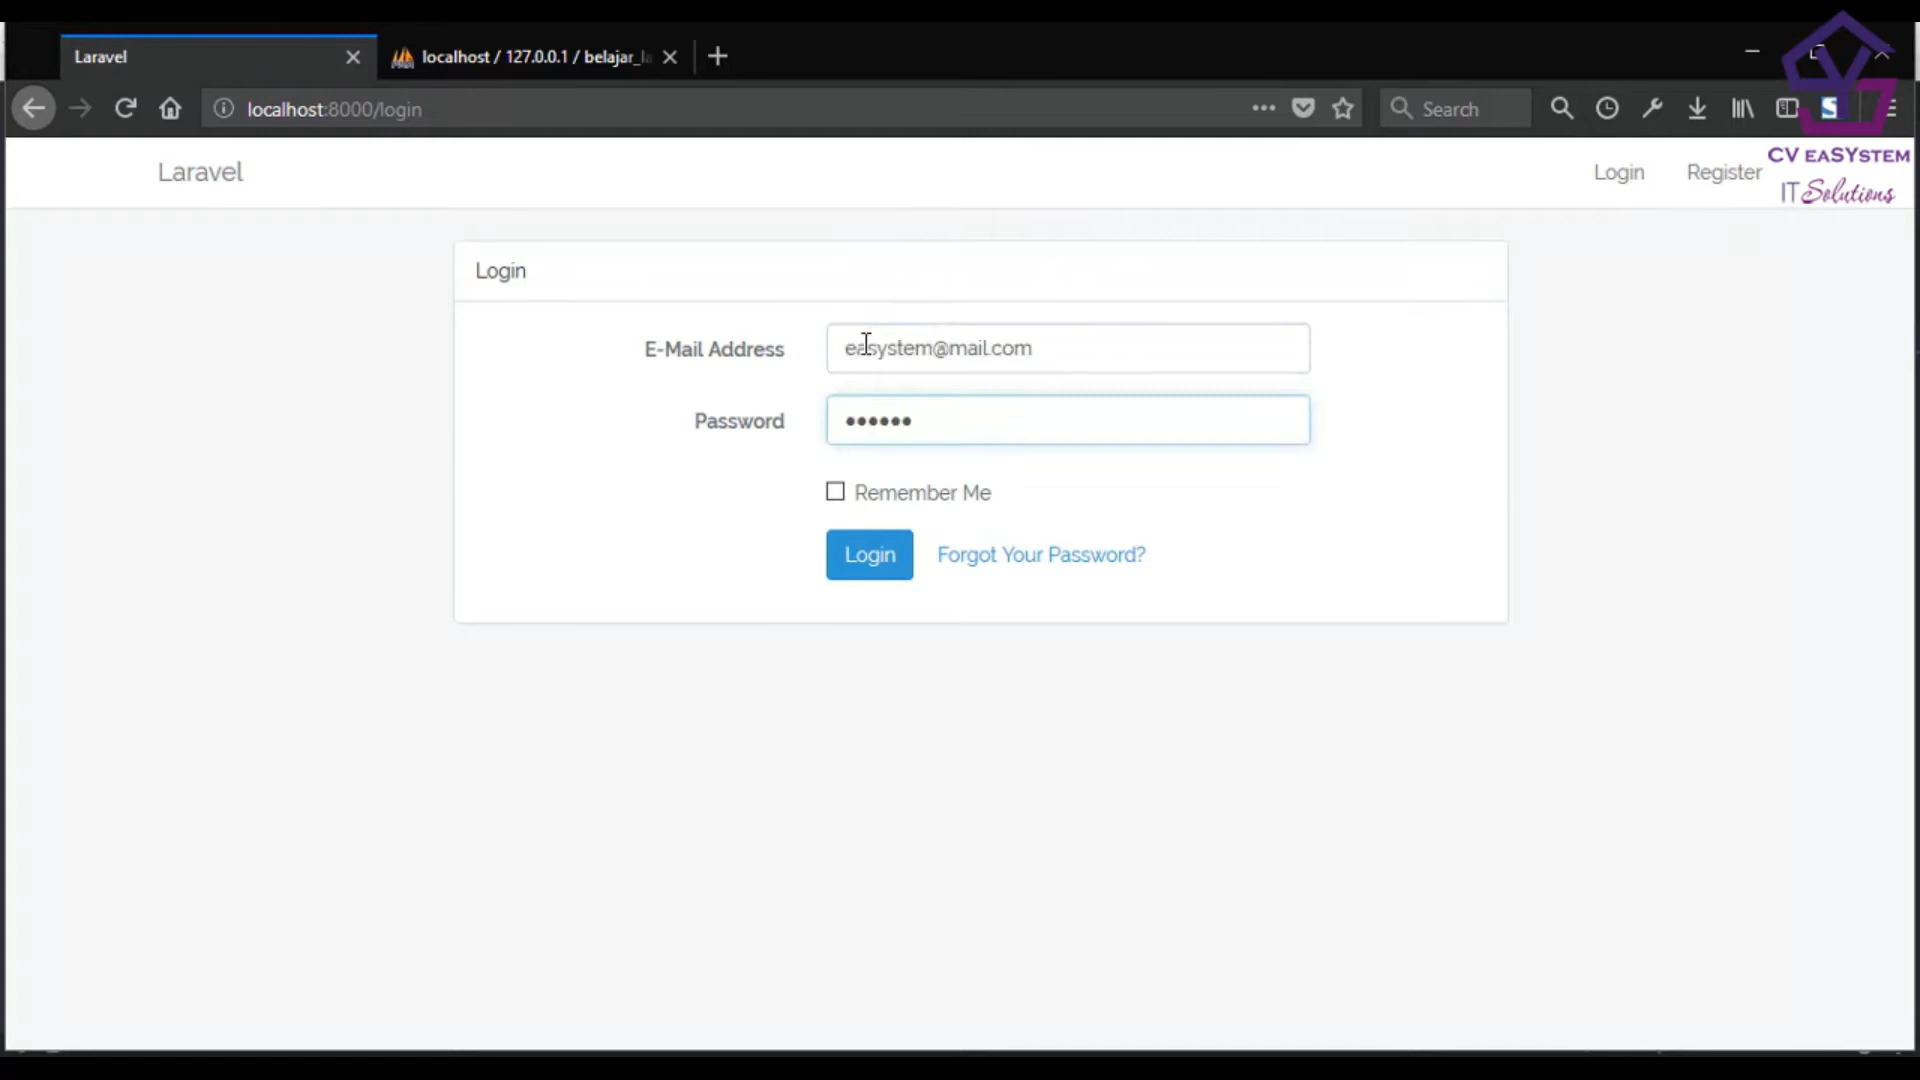 Laravel
localhost / 127.0.0.1 / belajar_la
localhost:8000/login
Search
CV eaSYstem
IT Solutions
Laravel
Login
Register
Login
E-Mail Address
easystem@mail.com
Password
••••••
Remember Me
Login
Forgot Your Password?